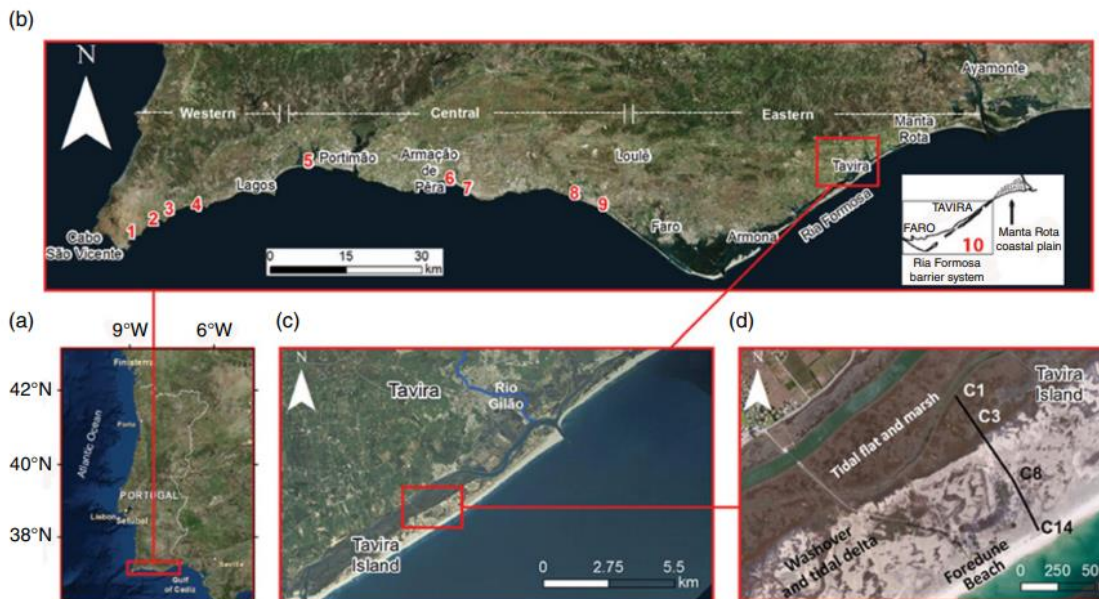 (b)
N
Western
Central
Eastern
Ayamonte
Manta
Rota
Tavira
5
Portimão
Armação
de
Pêra
6
7
Loulé
Lagos
8
9
1
2
3
4
Cabo
São Vicente
Faro
Armona
Ria Formosa
0 15 30
km
TAVIRA
FARO
10
Manta Rota
coastal plain
Ria Formosa
barrier system
(a)
9°W 6°W
42°N
40°N
38°N
Finisterra
Porto
Atlantic Ocean
PORTUGAL
Lisbon
Setubal
Sevilla
Gulf
of Cadiz
(c)
N
Tavira
Rio
Gilão
Tavira
Island
0 2.75 5.5
km
(d)
N
C1
C3
Tavira
Island
Tidal flat and marsh
C8
C14
Washover
and tidal delta
Foredune
Beach
0 250 50